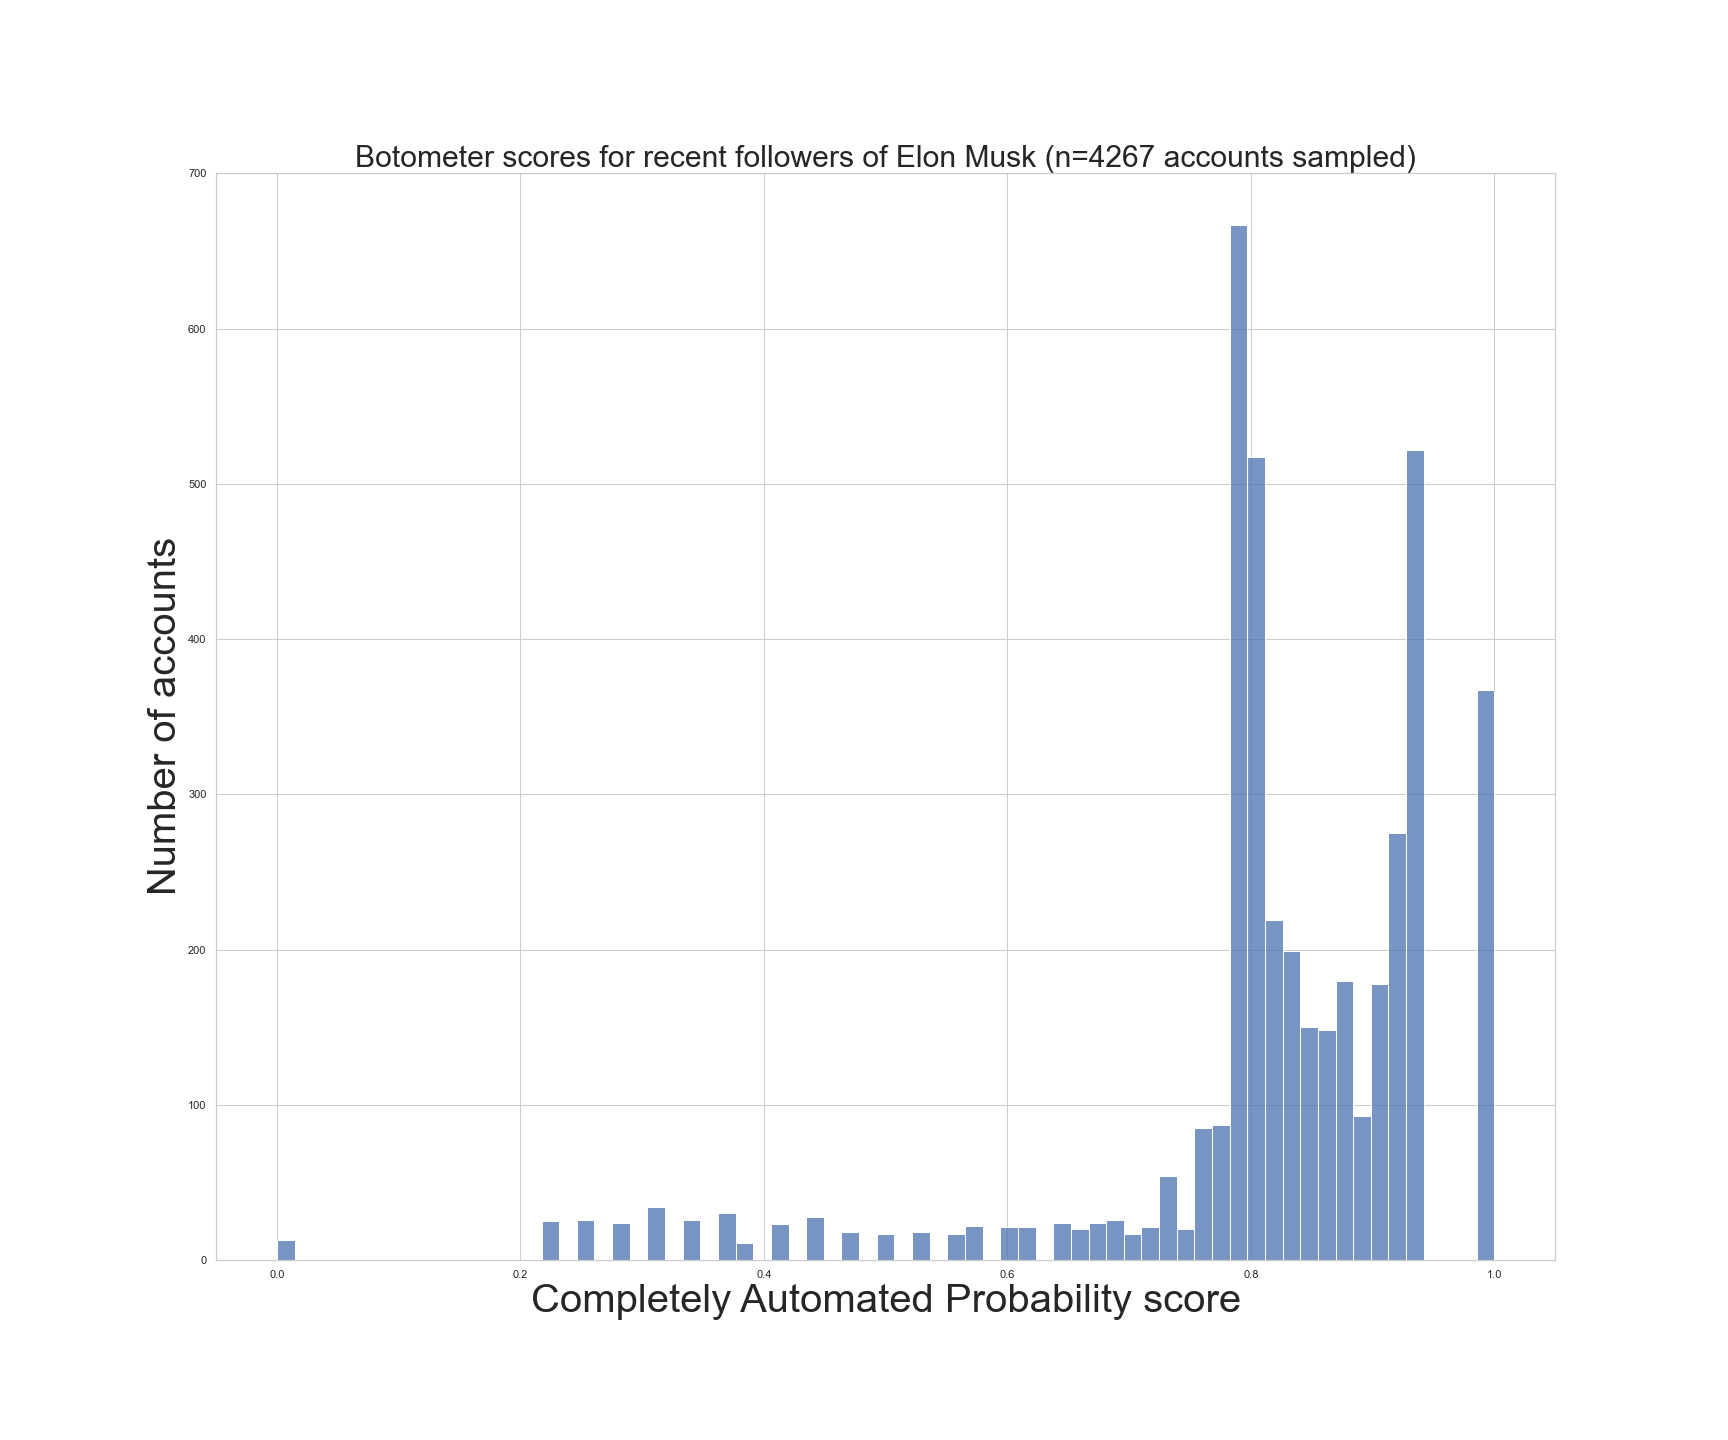 Botometer scores for recent followers of Elon Musk (n=4267 accounts sampled)
700
600
500
400
300
200
100
0
Number of accounts
0.0 0.2 0.4 0.6 0.8 1.0
Completely Automated Probability score